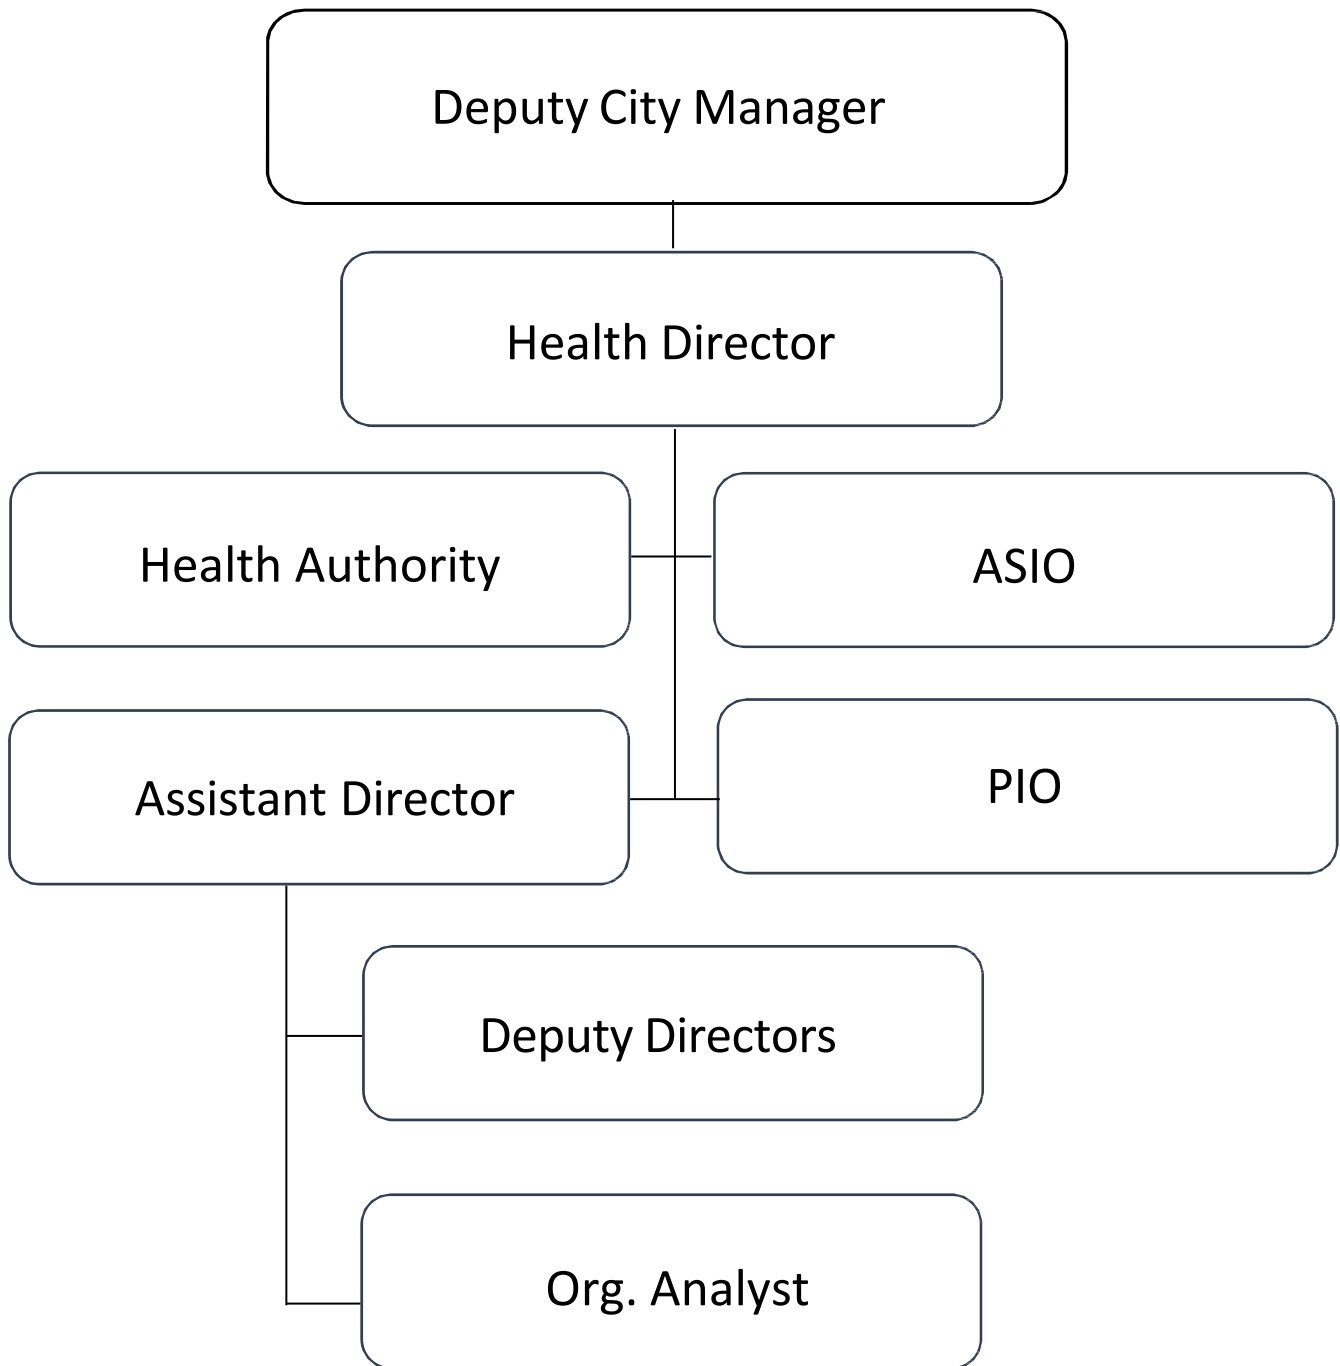 Deputy City Manager
Health Director
Health Authority
ASIO
Assistant Director
PIO
Deputy Directors
Org. Analyst